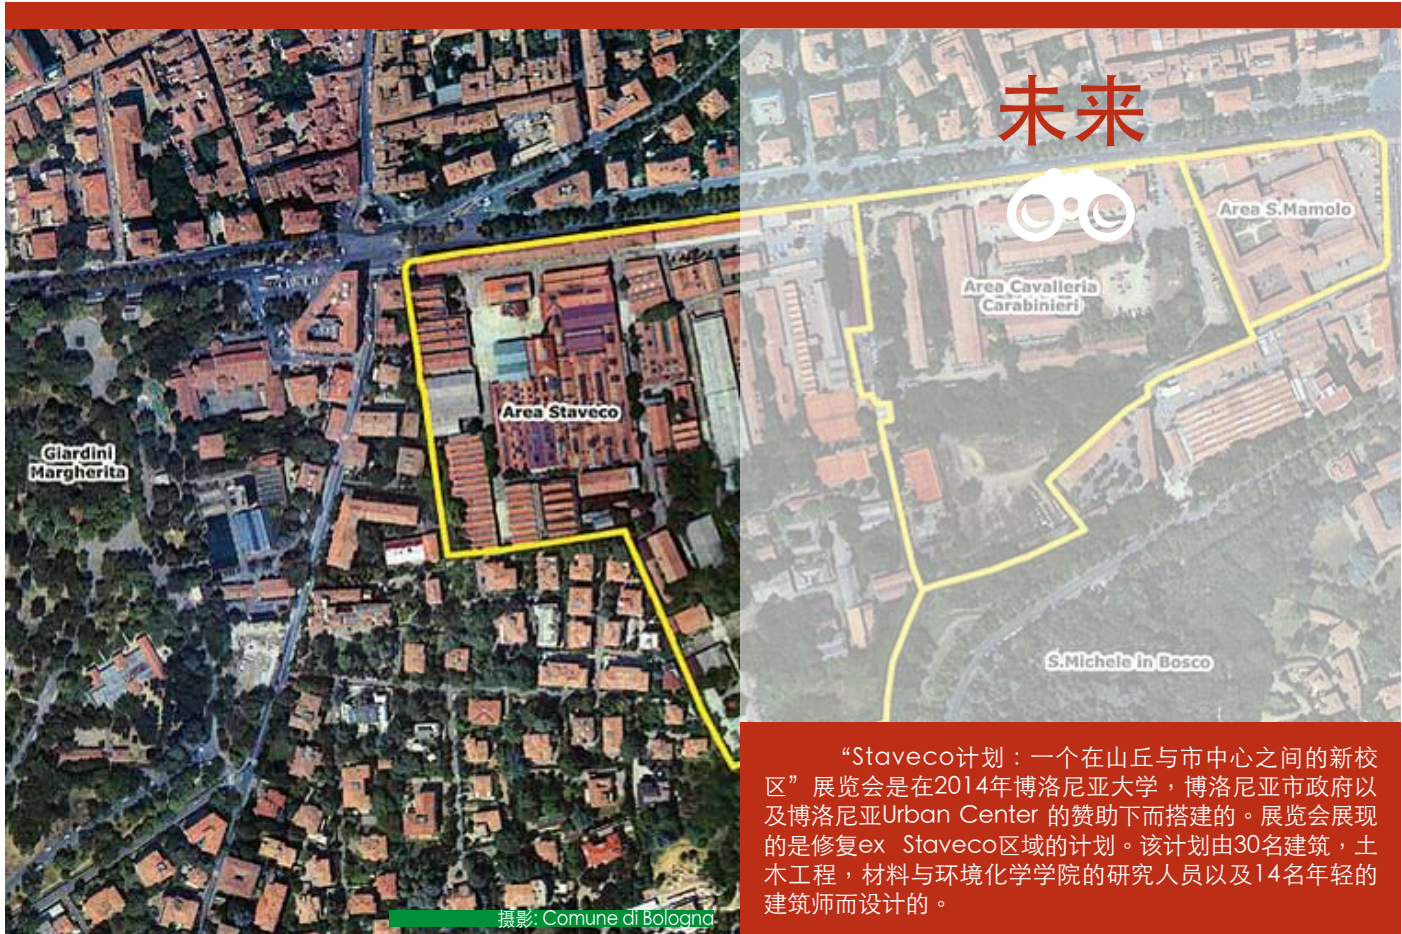 未来
Area S.Mamolo
Area Cavalleria
Carabinieri
Area Staveco
Giardini
Margherita
S.Michele in Bosco
“Staveco计划：一个在山丘与市中心之间的新校
区”展览会是在2014年博洛尼亚大学，博洛尼亚市政府以
及博洛尼亚Urban Center 的赞助下而搭建的。展览会展现
的是修复ex Staveco区域的计划。该计划由30名建筑，土
木工程，材料与环境化学学院的研究人员以及14名年轻的
建筑师而设计的。
摄影: Comune di Bologna